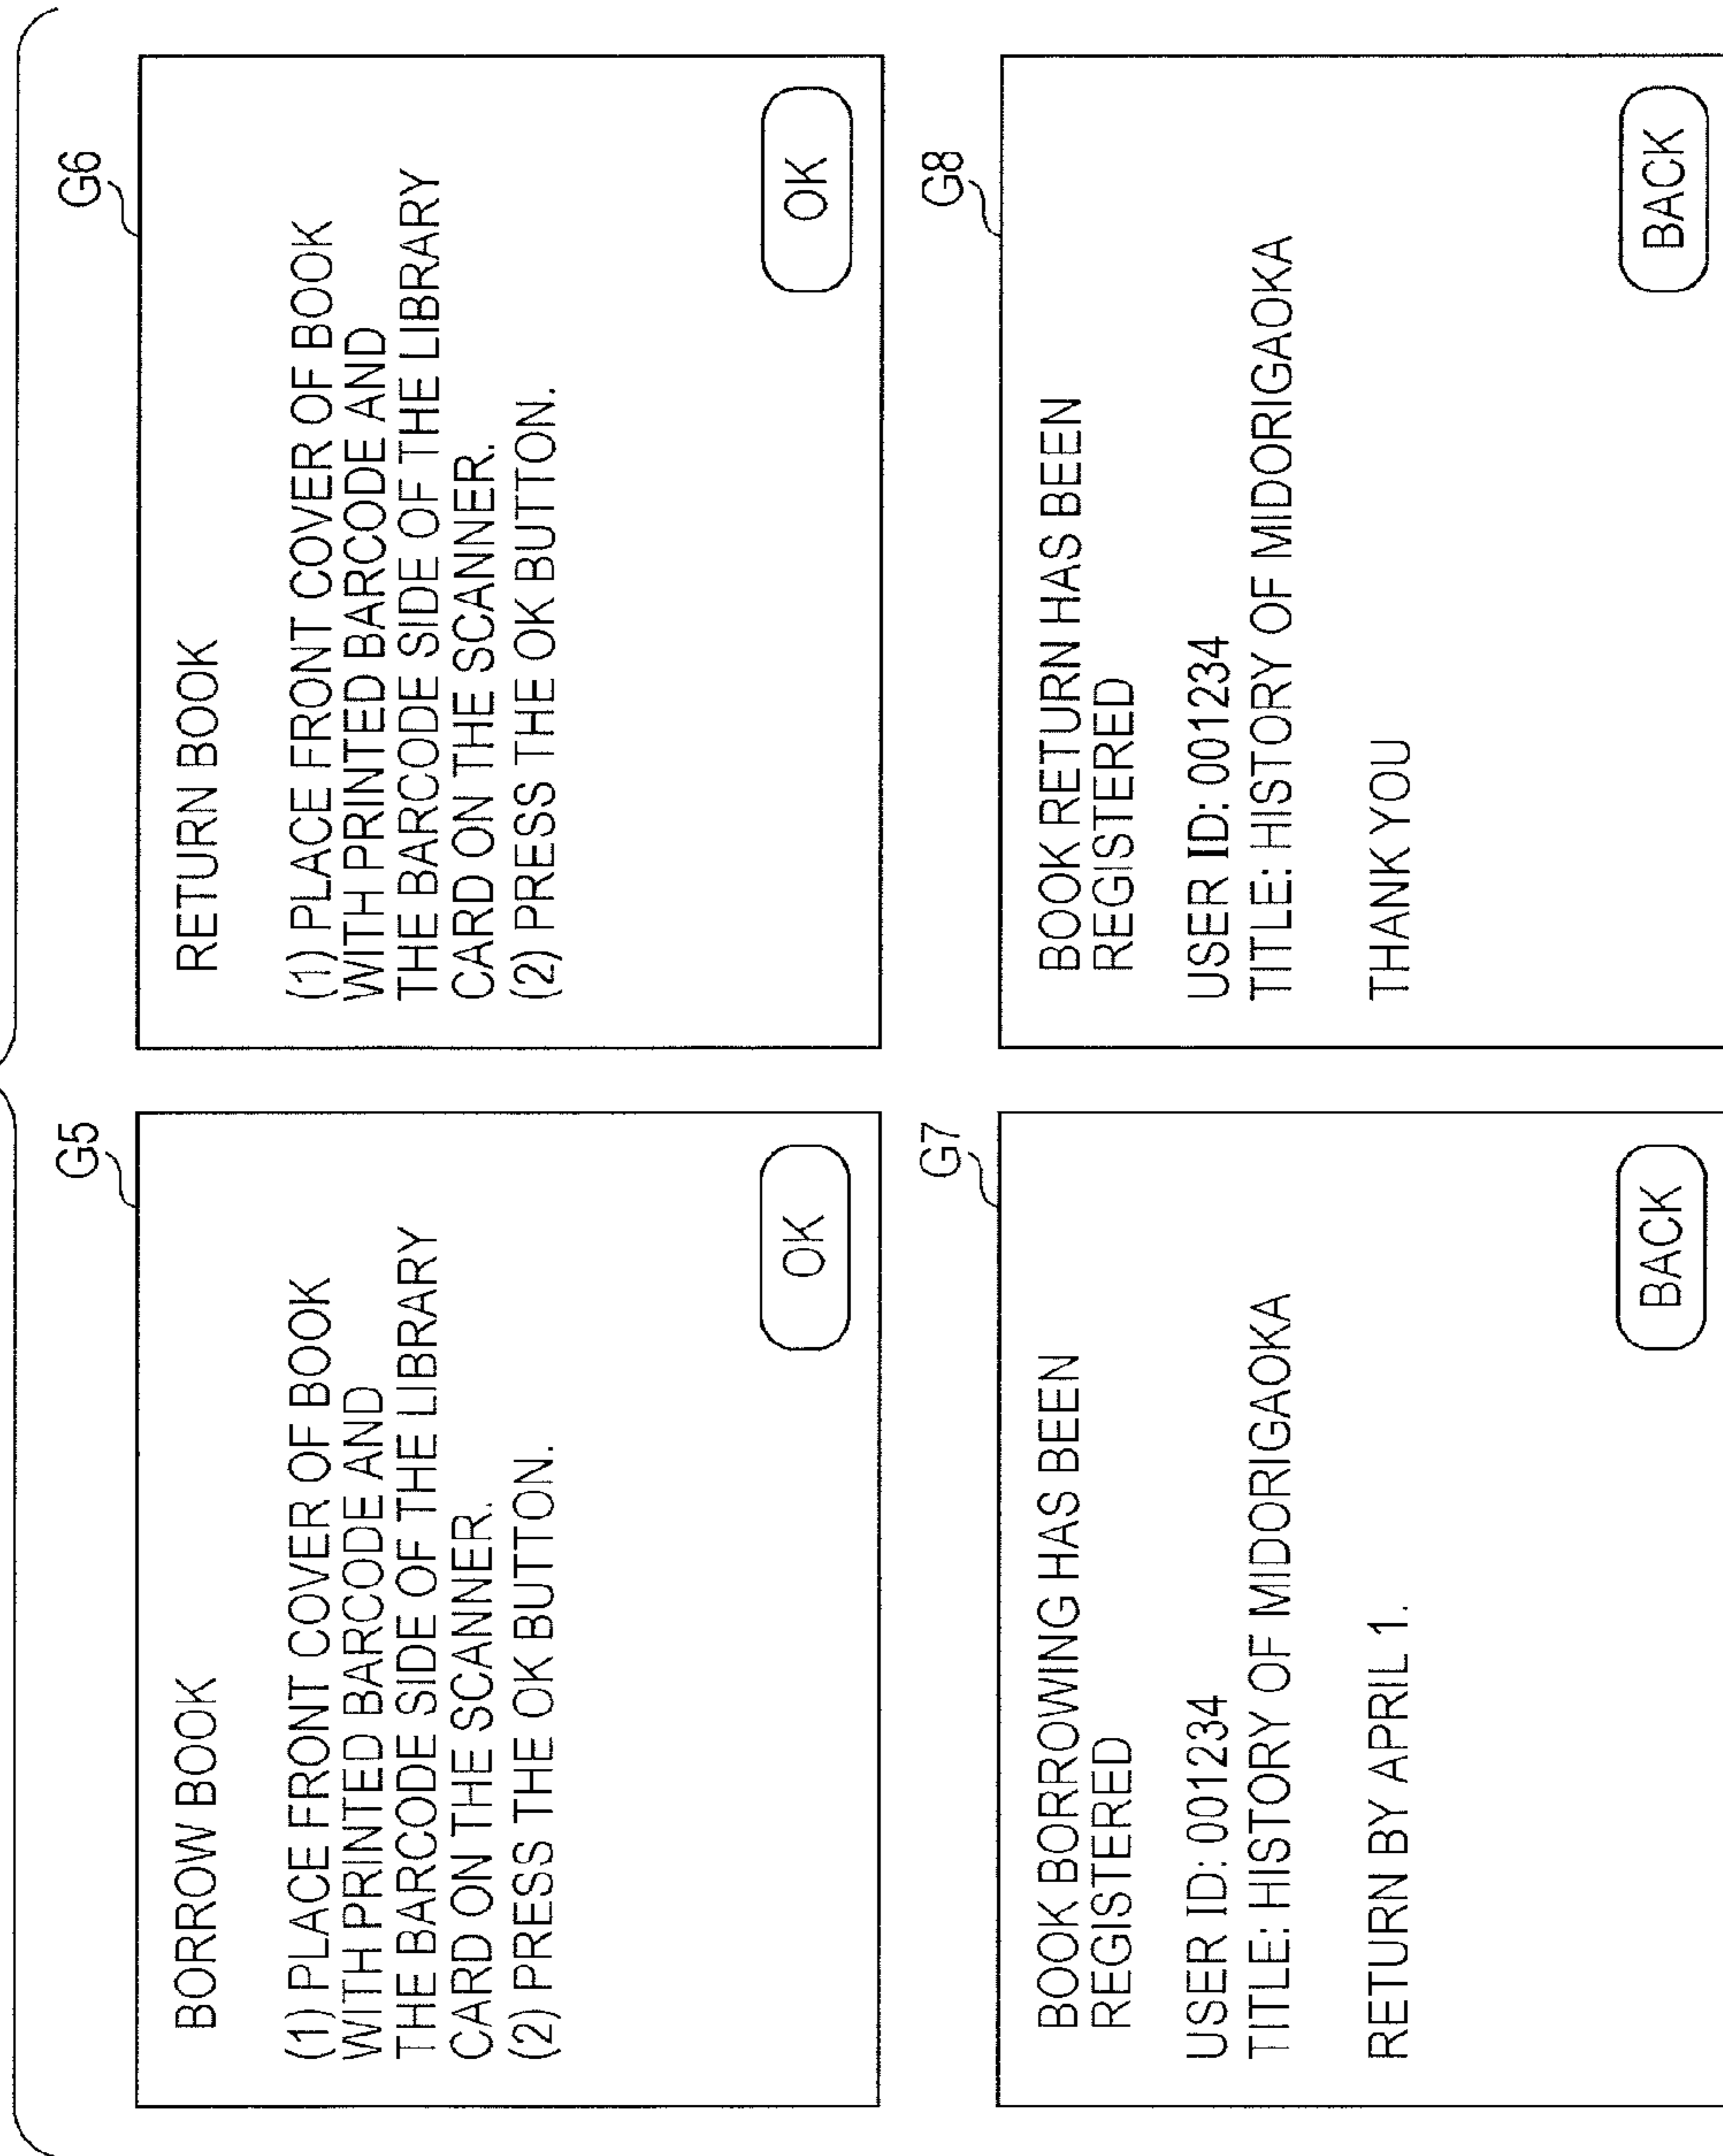 G5
BORROW BOOK
(1) PLACE FRONT COVER OF BOOK
WITH PRINTED BARCODE AND
THE BARCODE SIDE OF THE LIBRARY
CARD ON THE SCANNER.
(2) PRESS THE OK BUTTON.
OK
G6
RETURN BOOK
(1) PLACE FRONT COVER OF BOOK
WITH PRINTED BARCODE AND
THE BARCODE SIDE OF THE LIBRARY
CARD ON THE SCANNER.
(2) PRESS THE OK BUTTON.
OK
G7
BOOK BORROWING HAS BEEN
REGISTERED
USER ID: 001234
TITLE: HISTORY OF MIDORIGAOKA
RETURN BY APRIL 1.
BACK
G8
BOOK RETURN HAS BEEN
REGISTERED
USER ID: 001234
TITLE: HISTORY OF MIDORIGAOKA
THANK YOU
BACK